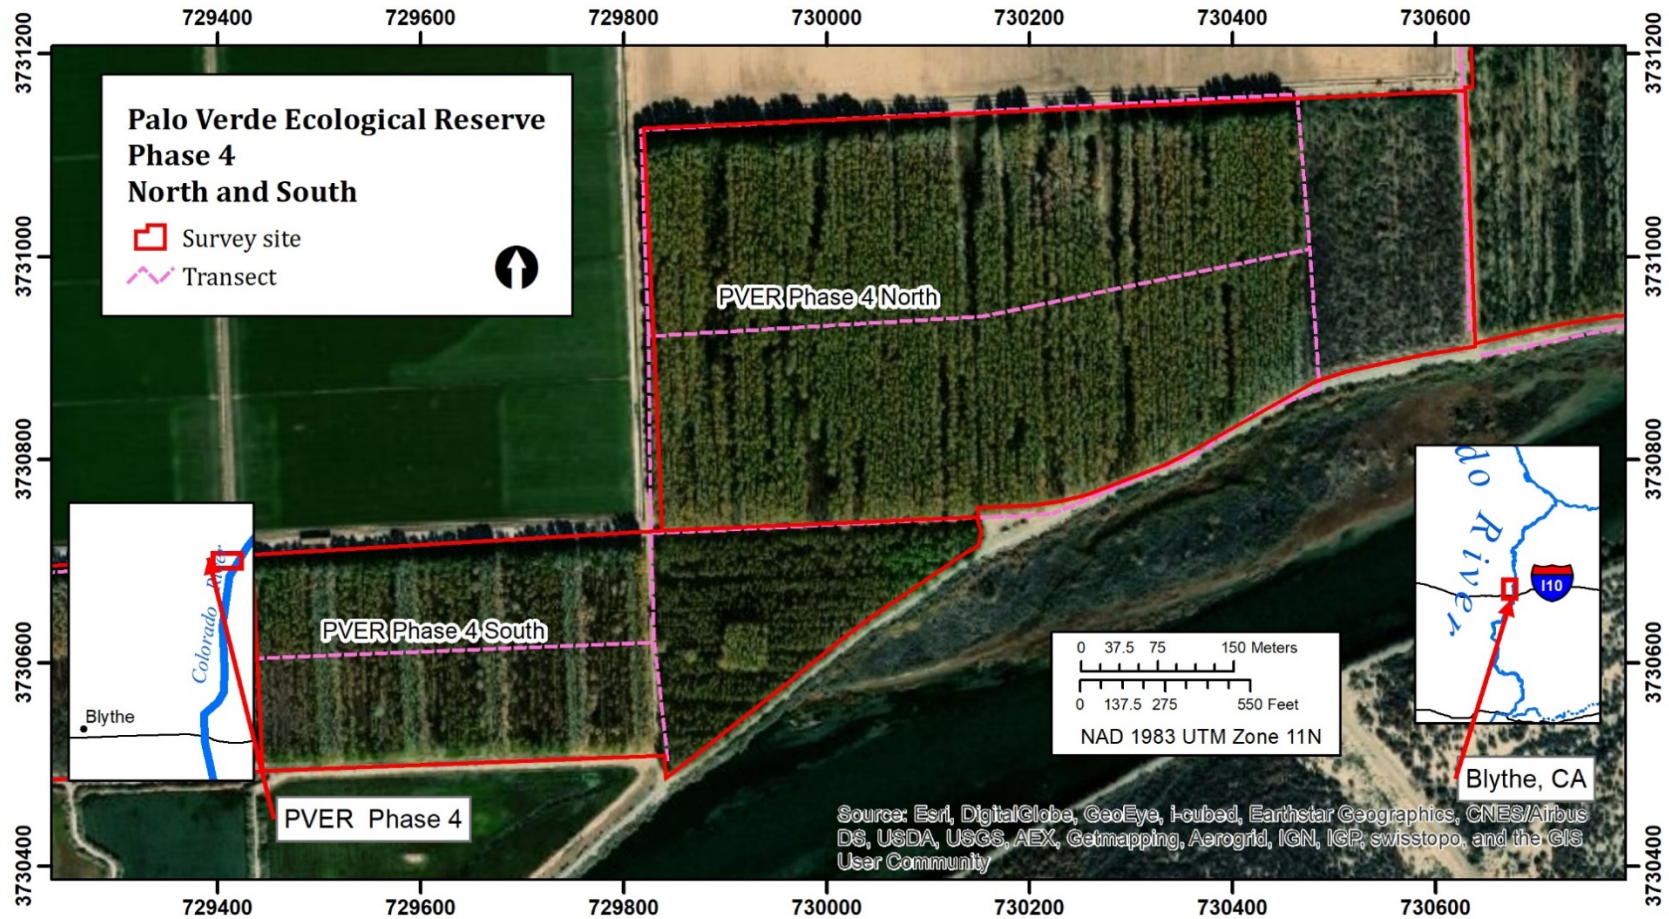 729400 729600 729800 730000 730200 730400 730600
3731200 3731200
Palo Verde Ecological Reserve
Phase 4
North and South
Survey site
Transect
3731000 3731000
PVER Phase 4 North
3730800 3730800
do River
I10
Colorado River
Blythe
PVER Phase 4 South
3730600 3730600
0 37.5 75 150 Meters
0 137.5 275 550 Feet
NAD 1983 UTM Zone 11N
Blythe, CA
PVER Phase 4
Source: Esri, DigitalGlobe, GeoEye, i-cubed, Earthstar Geographics, CNES/Airbus
DS, USDA, USGS, AEX, Getmapping, Aerogrid, IGN, IGP, swisstopo, and the GIS
User Community
3730400 3730400
729400 729600 729800 730000 730200 730400 730600